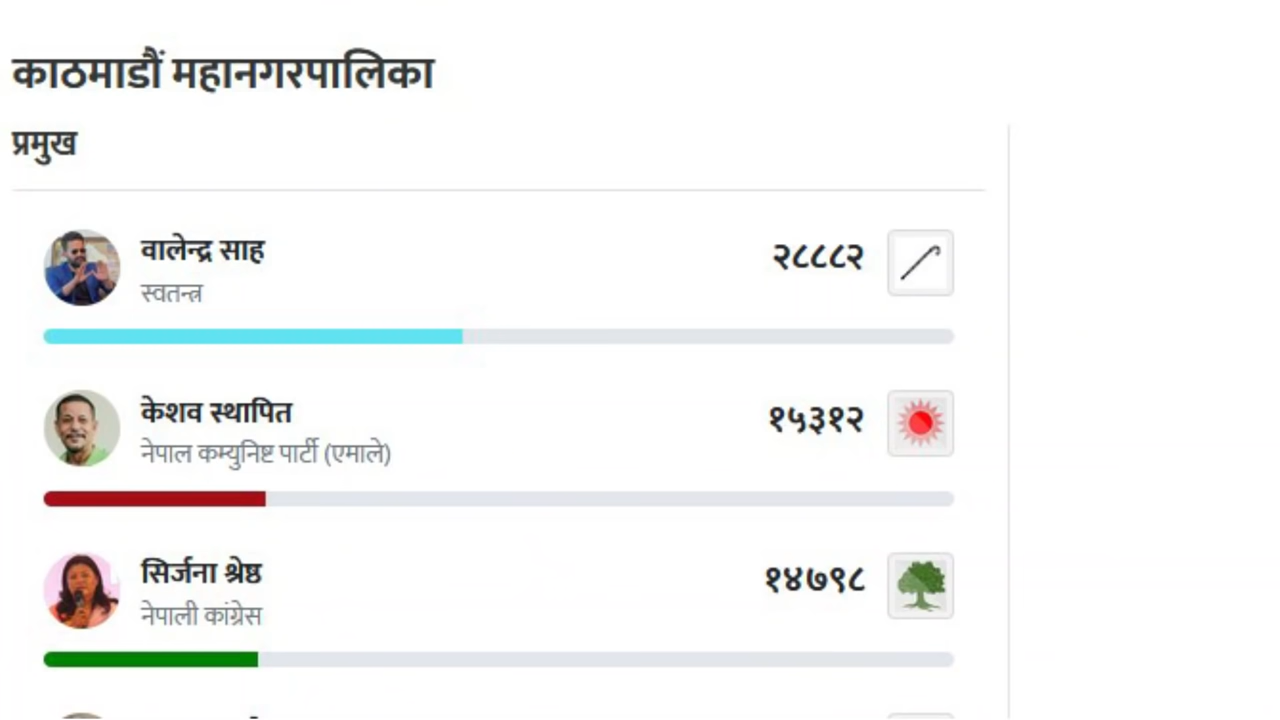 काठमाडौं महानगरपालिका
प्रमुख
वालेन्द्र साह
२८८८२
स्वतन्त्र
केशव स्थापित
१५३१२
नेपाल कम्युनिष्ट पार्टी (एमाले)
सिर्जना श्रेष्ठ
१४७९८
नेपाली कांग्रेस